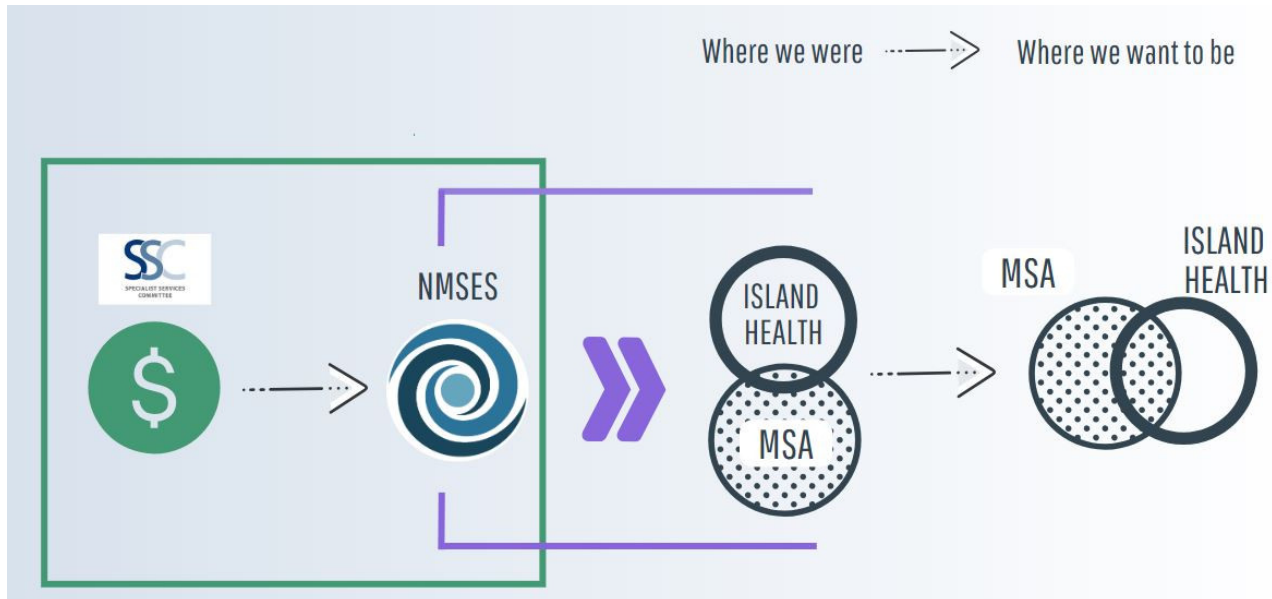 Where we were
Where we want to be
SSC
SPECIALIST SERVICES
COMMITTEE
$
NMSES
ISLAND
HEALTH
MSA
MSA
ISLAND
HEALTH